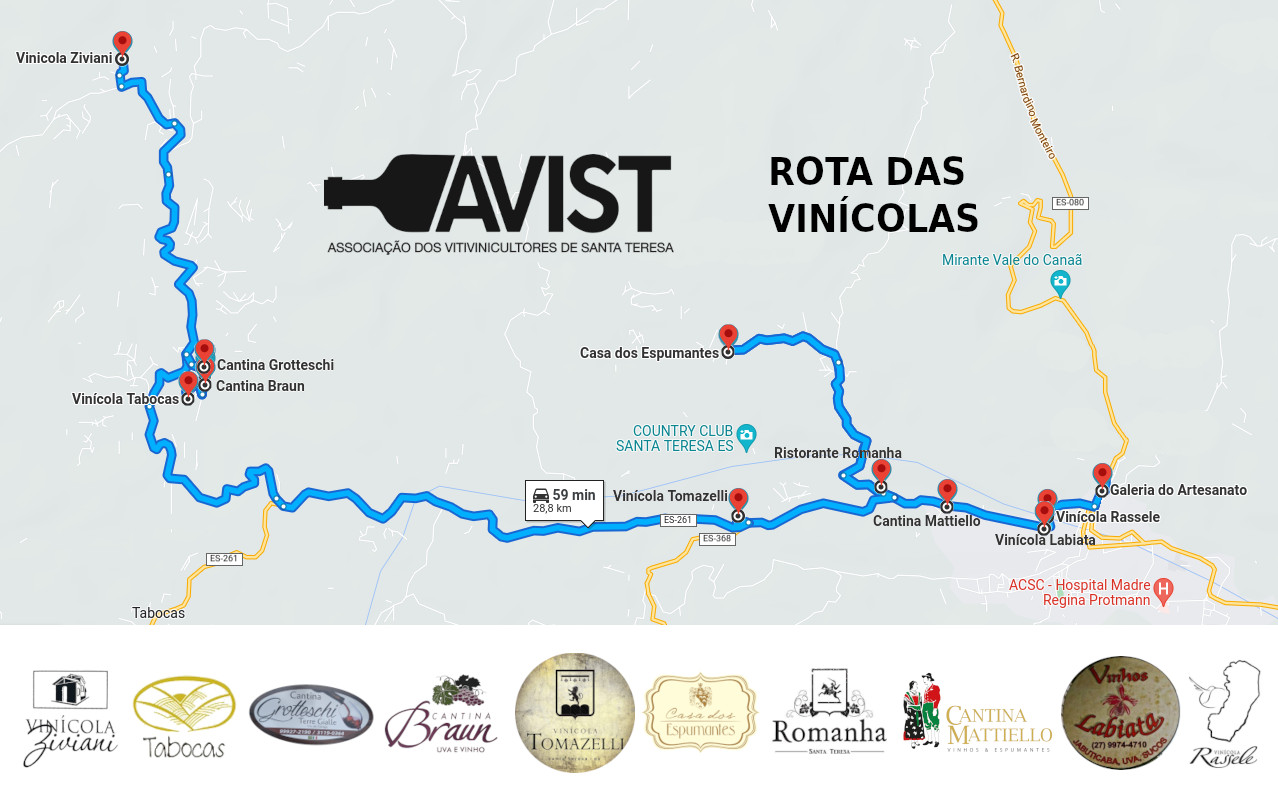 Vinicola Ziviani
AVIST
ASSOCIAÇÃO DOS VITIVINICULTORES DE SANTA TERESA
ROTA DAS
VINÍCOLAS
R. Bernardino Monteiro
ES-080
Mirante Vale do Canaã
Casa dos Espumantes
Cantina Grotteschi
Cantina Braun
Vinícola Tabocas
COUNTRY CLUB
SANTA TERESA ES
Ristorante Romanha
59 min
28,8 km
Vinícola Tomazelli
Galeria do Artesanato
ES-261
Cantina Mattiello
Vinícola Rassele
ES-368
Vinícola Labiata
ES-261
ACSC - Hospital Madre
Regina Protmann
Tabocas
VINÍCOLA
Ziviani
Tabocas
Cantina
Grotteschi
Terre Gialle
CANTINA
Braun
UVA E VINHO
VINÍCOLA
TOMAZELLI
Casa dos
Espumantes
Romanha
SANTA TERESA
CANTINA
MATTIELLO
VINHOS & ESPUMANTES
Vinhos
Labiata
(27) 9974-4710
JABUTICABA, UVA, SUCOS
VINÍCOLA
Rassele